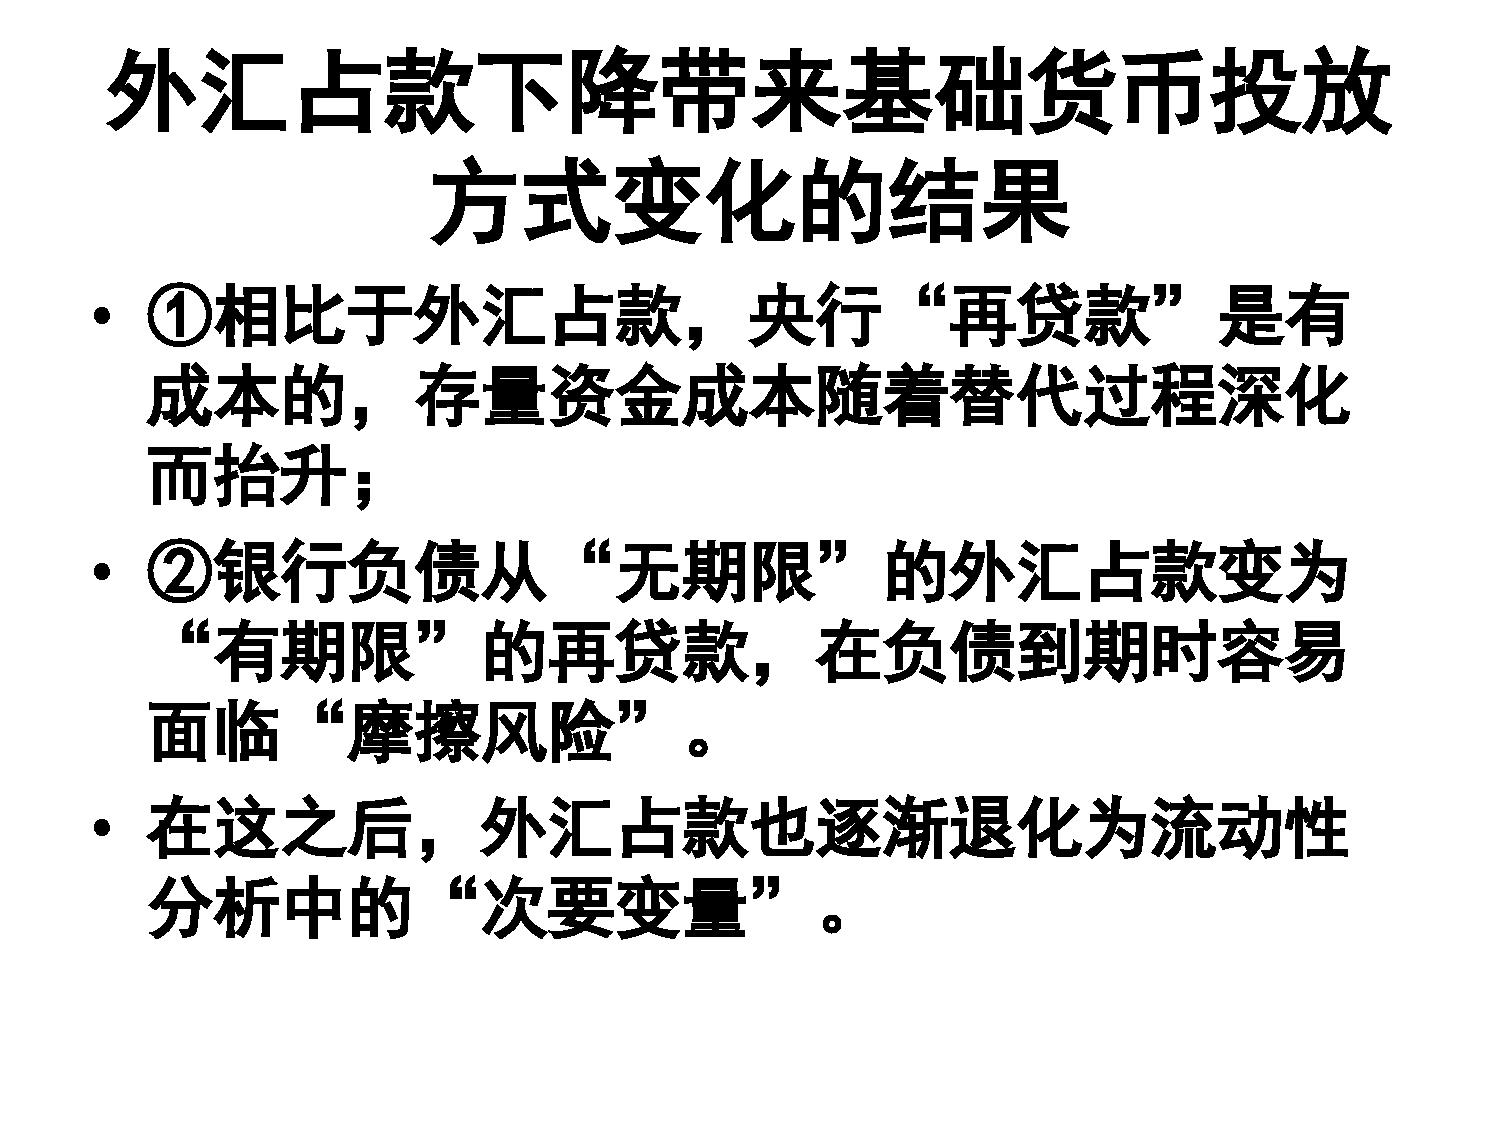 外汇占款下降带来基础货币投放
方式变化的结果
• ①相比于外汇占款，央行“再贷款”是有
成本的，存量资金成本随着替代过程深化
而抬升；
• ②银行负债从“无期限”的外汇占款变为
“有期限”的再贷款，在负债到期时容易
面临“摩擦风险”。
• 在这之后，外汇占款也逐渐退化为流动性
分析中的“次要变量”。